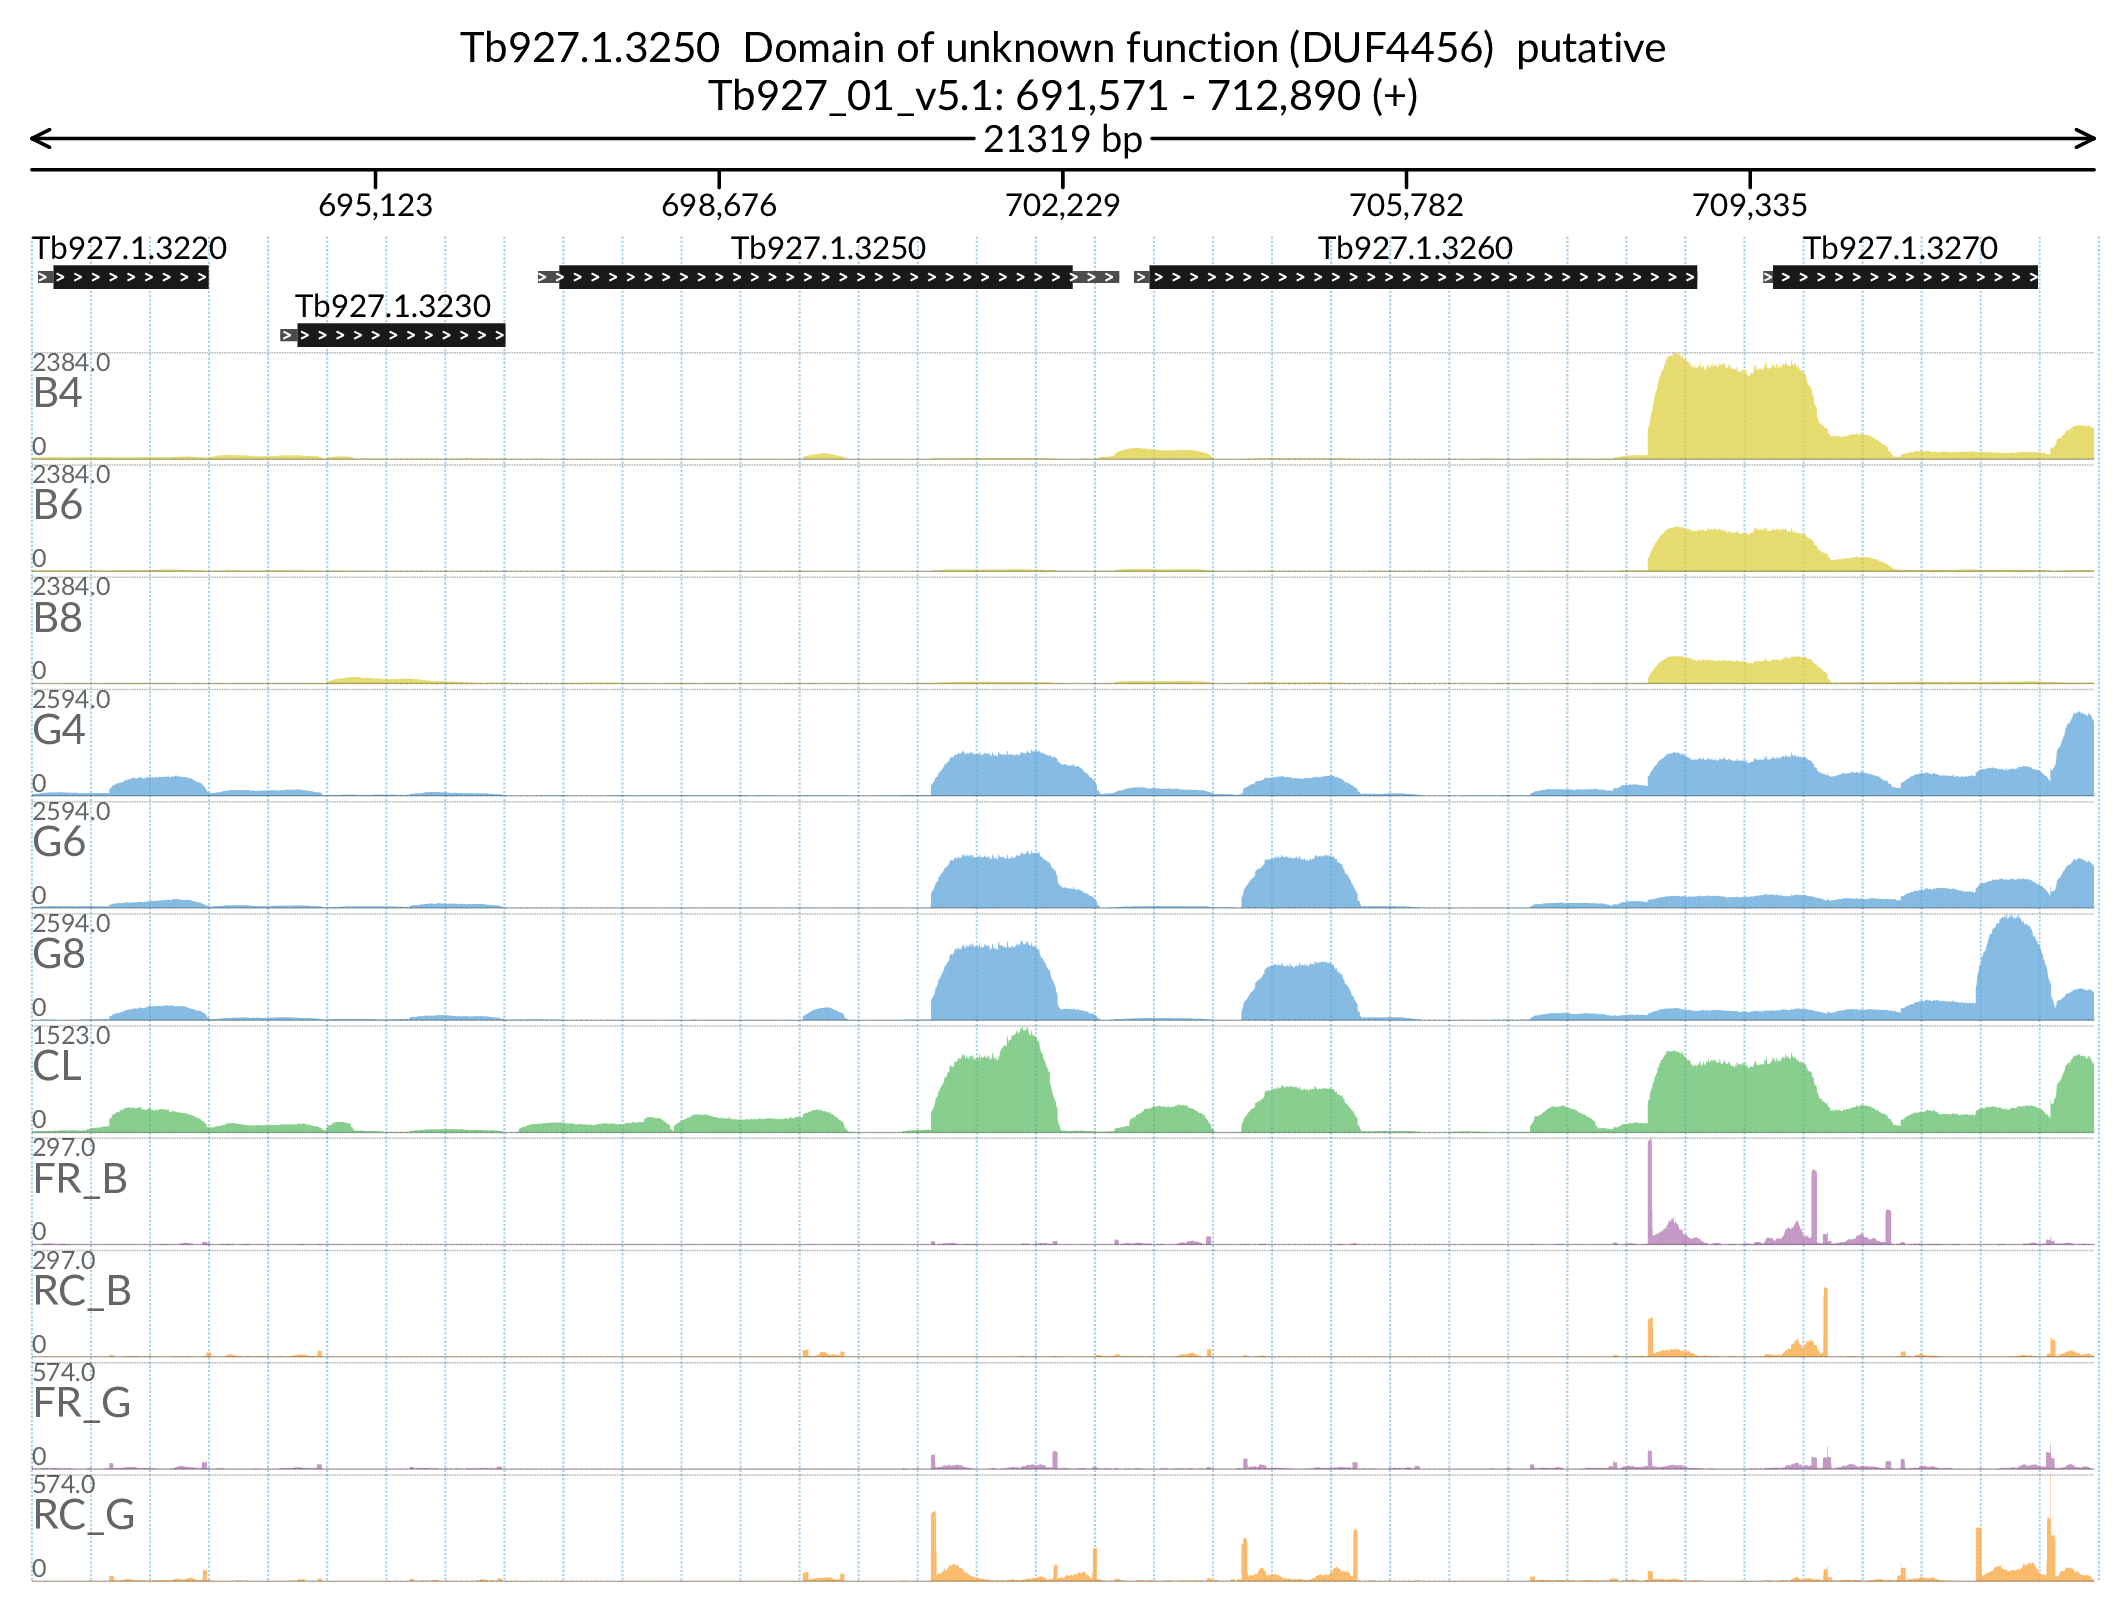 Tb927.1.3250 Domain of unknown function (DUF4456) putative
Tb927_01_v5.1: 691,571 - 712,890 (+)
21319 bp
695,123 698,676 702,229 705,782 709,335
Tb927.1.3220 Tb927.1.3250 Tb927.1.3260 Tb927.1.3270
Tb927.1.3230
2384.0
B4
0
2384.0
B6
0
2384.0
B8
0
2594.0
G4
0
2594.0
G6
0
2594.0
G8
0
1523.0
CL
0
297.0
FR_B
0
297.0
RC_B
0
574.0
FR_G
0
574.0
RC_G
0